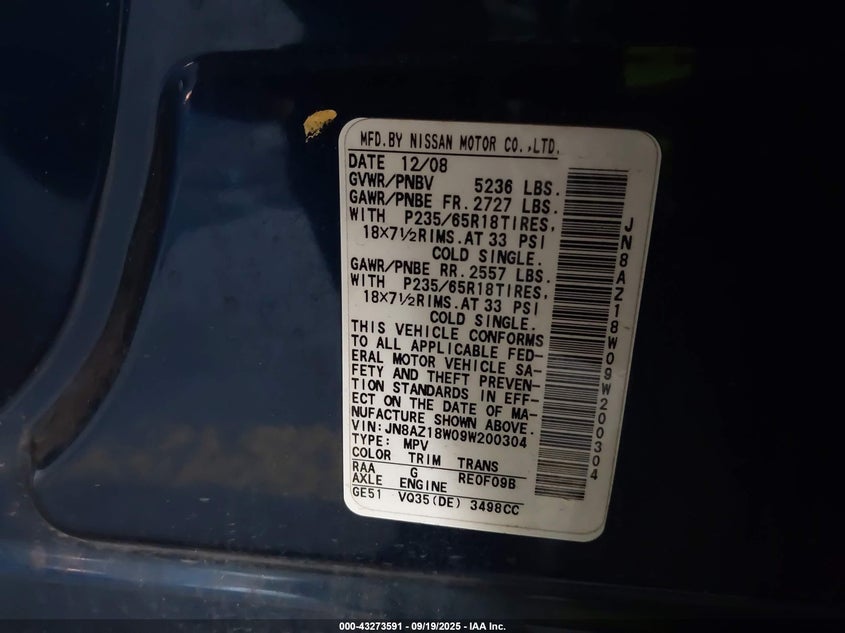 MFD.BY NISSAN MOTOR CO.,LTD.
DATE 12/08
GVWR/PNBV 5236 LBS.
GAWR/PNBE FR. 2727 LBS.
WITH P235/65R18TIRES,
18×7½RIMS.AT 33 PSI
COLD SINGLE.
GAWR/PNBE RR. 2557 LBS.
WITH P235/65R18TIRES,
18×7½RIMS.AT 33 PSI
COLD SINGLE.
THIS VEHICLE CONFORMS
TO ALL APPLICABLE FED-
ERAL MOTOR VEHICLE SA-
FETY AND THEFT PREVEN-
TION STANDARDS IN EFF-
ECT ON THE DATE OF MA-
NUFACTURE SHOWN ABOVE.
VIN:JN8AZ18W09W200304
TYPE: MPV
COLOR TRIM TRANS
RAA G RE0F09B
AXLE ENGINE
GE51 VQ35(DE) 3498CC
JN8AZ18W09W200304
000-43273591 - 09/19/2025 - IAA Inc.